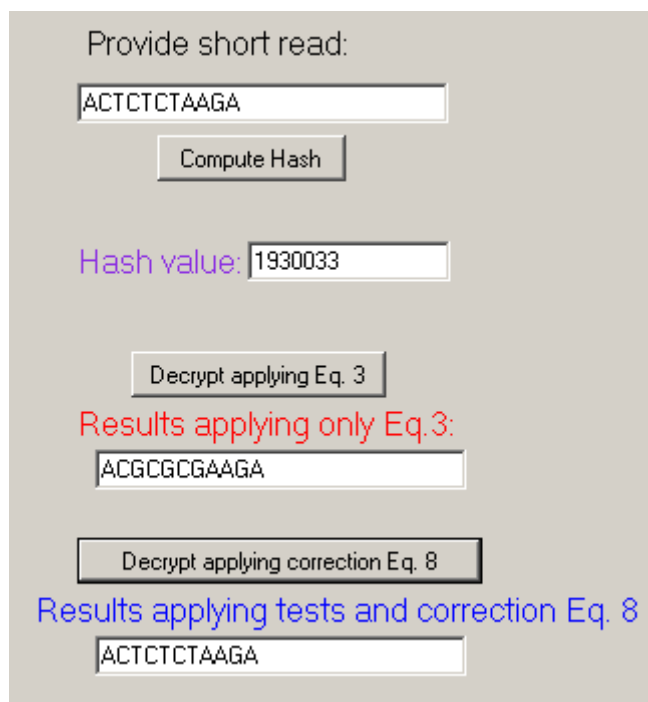 Provide short read:
ACTCTCTAAGA
Compute Hash
Hash value: 1930033
Decrypt applying Eq. 3
Results applying only Eq.3:
ACGCGCGAAGA
Decrypt applying correction Eq. 8
Results applying tests and correction Eq. 8
ACTCTCTAAGA